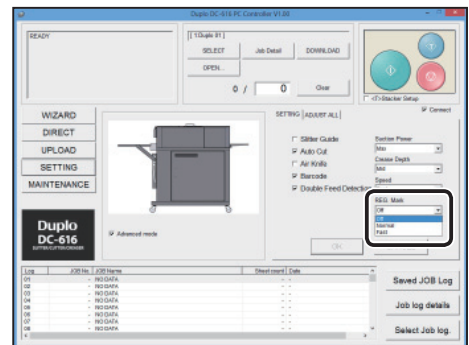 Duplo DC-616 PC Controller V1.00
READY
[ 1:Duplo 01 ]
SELECT
Job Detail
DOWNLOAD
OPEN...
0 / 0
Clear
<T>Stacker Setup
Connect
WIZARD
DIRECT
UPLOAD
SETTING
MAINTENANCE
Duplo
DC-616
SLITTER/CUTTER/CREASER
Advanced mode
SETTING
ADJUST ALL
Slitter Guide
Auto Cut
Air Knife
Barcode
Double Feed Detection
Suction Power
Max
Crease Depth
Mid
Speed
REG. Mark
Off
Off
Normal
Fast
Ok
Log JOB No. JOB Name Sheet count Date
01 - NO DATA - -
02 - NO DATA - -
03 - NO DATA - -
04 - NO DATA - -
05 - NO DATA - -
06 - NO DATA - -
07 - NO DATA - -
08 - NO DATA - -
Saved JOB Log
Job log details
Select Job log.